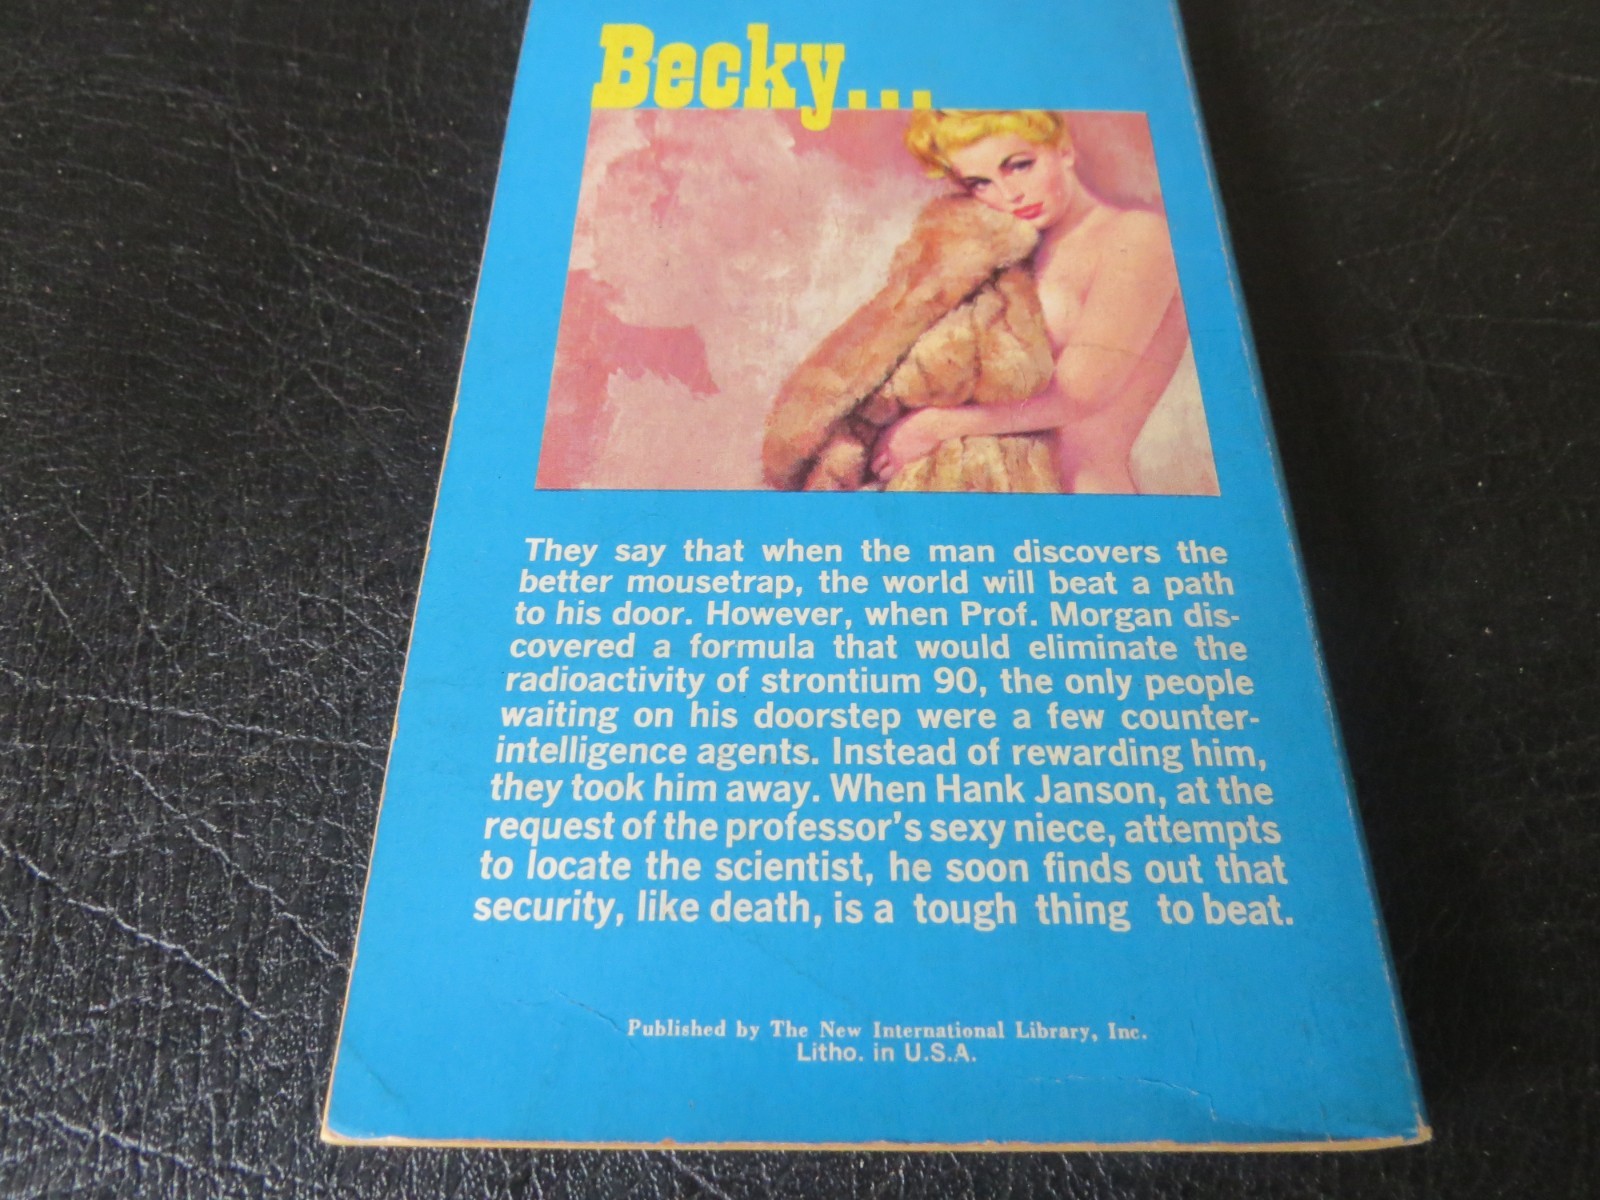 Becky...
They say that when the man discovers the
better mousetrap, the world will beat a path
to his door. However, when Prof. Morgan dis-
covered a formula that would eliminate the
radioactivity of strontium 90, the only people
waiting on his doorstep were a few counter-
intelligence agents. Instead of rewarding him,
they took him away. When Hank Janson, at the
request of the professor's sexy niece, attempts
to locate the scientist, he soon finds out that
security, like death, is a tough thing to beat.
Published by The New International Library, Inc.
Litho. in U.S.A.